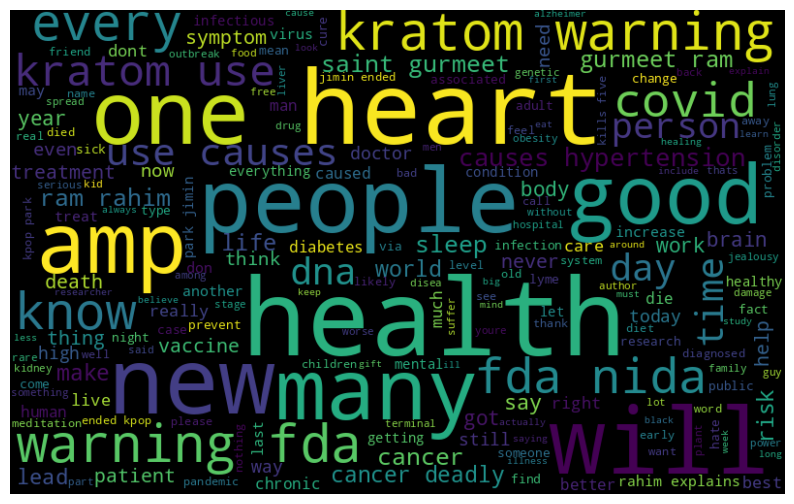 every
infectious
cause
alzheimer
kratom warning
symptom
virus
cure
friend
outbreak
food
mean
look
need
dont
saint gurmeet
gurmeet ram
explain
kratom use
jimin ended
associated
genetic
first
change
back
may
spread
name
free
liver
man
adult
kills five
one heart
covid
lung
year
real
died
drug
feel
eat
away
learn
person
even
sick
use causes
doctor
obesity
men
healing
causes hypertension
disorder
problem
treatment
now
everything
caused
bad
condition
include
thats
ram rahim
serious
kid
park jimin
people
good
body
call
without
increase
kpop park
treat
always
type
life
diabetes
via
sleep
infection
hospital
care
around
work
brain
amp
don
think
likely
level
lyme
system
never
jealousy
death
among
dna
world
old
author
day
time
healthy
researcher
believe
another
stage
keep
disea
big
see
mind
die
must
damage
know
really
prevent
much
suffer
let
today
fact
less
thing
night
case
worse
youre
thank
diet
study
help
rare
high
well
said
vaccine
health
research
diagnosed
kidney
make
children
gift
ill
mental
family
come
new
many
fda nida
public
guy
something
human
live
say
lot
risk
meditation
ended kpop
please
last
terminal
got
actually
right
black
word
power
warning
fda
nothing
getting
still
saying
someone
early
hate
plant
week
long
want
will
lead
part
pandemic
patient
way
chronic
cancer
cancer deadly
find
illness
better
rahim explains
best